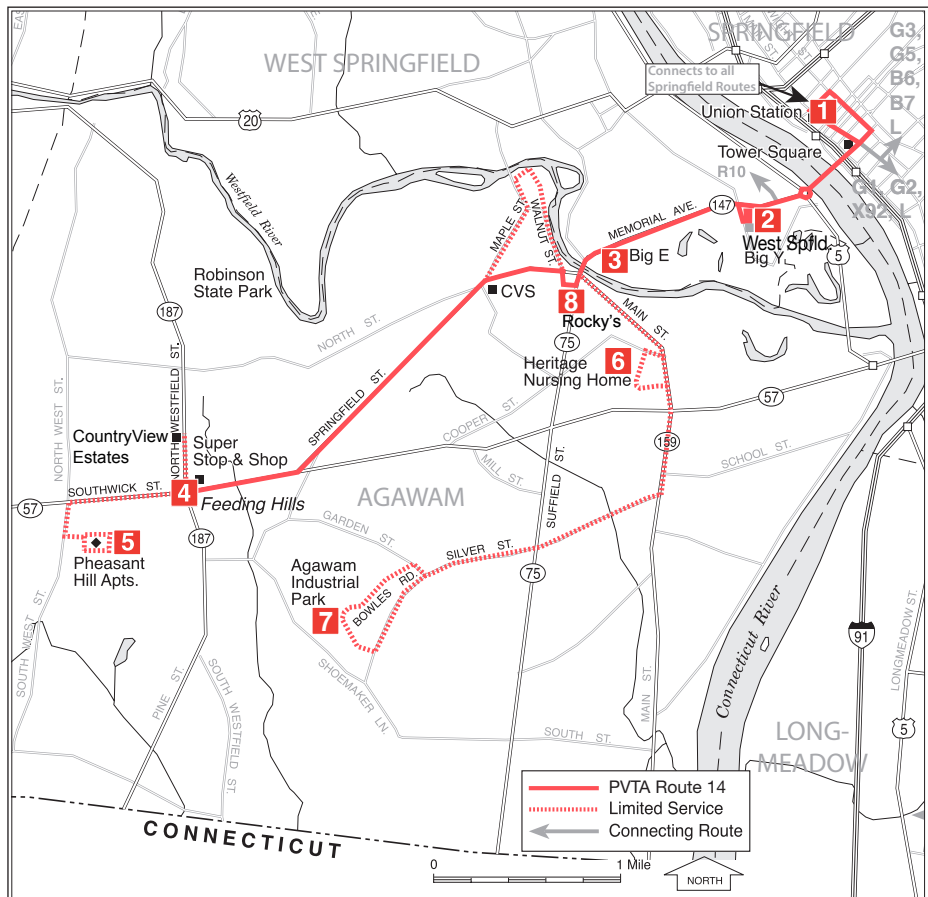 SPRINGFIELD
G3,
G5,
B6,
B7
L
WEST SPRINGFIELD
Connects to all
Springfield Routes
1
Union Station
20
Tower Square
R10
G1, G2,
X92, L
Westfield River
147
MEMORIAL AVE.
2
West Spfld.
Big Y
5
MAPLE ST.
WALNUT ST.
3
Big E
Robinson
State Park
CVS
8
Rocky's
MAIN ST.
187
NORTH ST.
75
6
Heritage
Nursing Home
NORTH WEST ST.
NORTH WESTFIELD ST.
SPRINGFIELD ST.
COOPER ST.
57
CountryView
Estates
Super
Stop & Shop
159
SCHOOL ST.
MILL ST.
SOUTHWICK ST.
4
Feeding Hills
AGAWAM
SUFFIELD ST.
57
187
GARDEN ST.
5
Pheasant
Hill Apts.
SILVER ST.
Agawam
Industrial
Park
75
7
BOWLES RD.
SOUTH WEST ST.
SHOEMAKER LN.
PINE ST.
SOUTH WESTFIELD ST.
SOUTH ST.
MAIN ST.
Connecticut River
91
LONGMEADOW ST.
5
LONG-
MEADOW
PVTA Route 14
Limited Service
Connecting Route
CONNECTICUT
0
1 Mile
NORTH